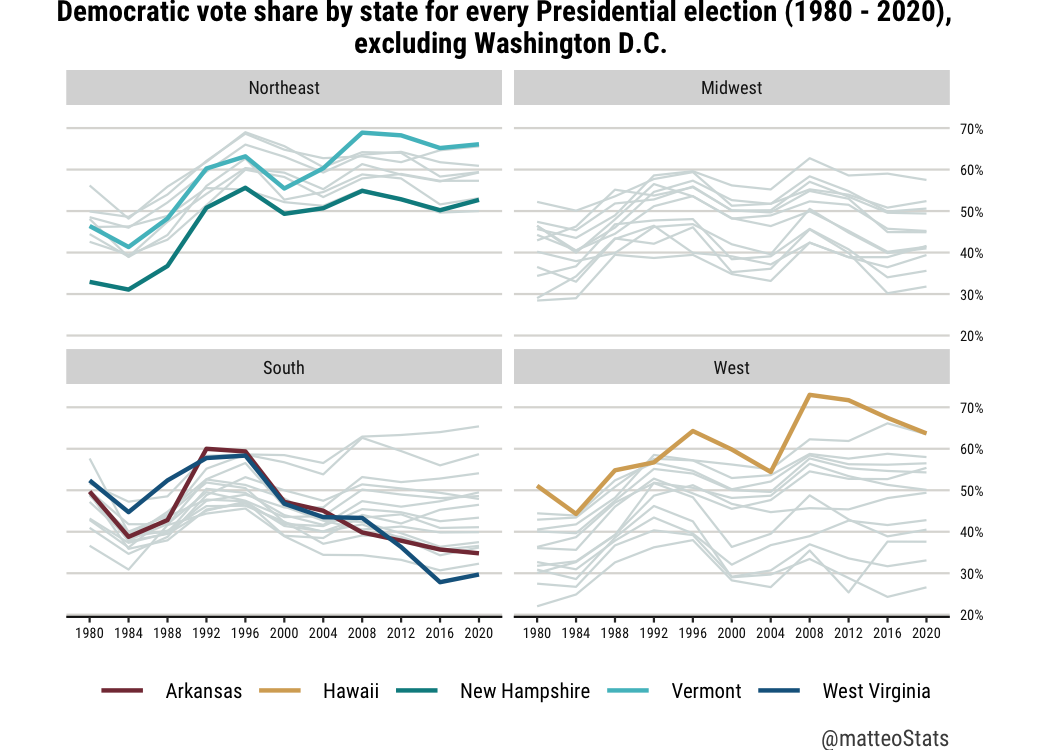 Democratic vote share by state for every Presidential election (1980 - 2020),
excluding Washington D.C.
Northeast
Midwest
70%
60%
50%
40%
30%
20%
South
West
70%
60%
50%
40%
30%
20%
1980 1984 1988 1992 1996 2000 2004 2008 2012 2016 2020
1980 1984 1988 1992 1996 2000 2004 2008 2012 2016 2020
Arkansas Hawaii New Hampshire Vermont West Virginia
@matteoStats